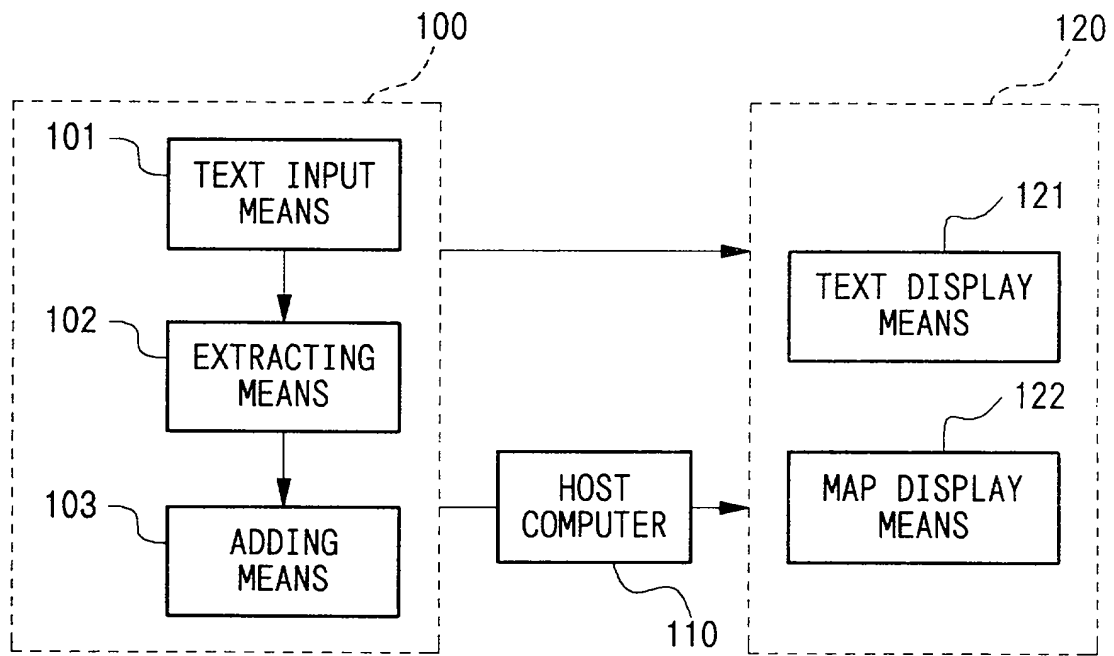 100
120
101
TEXT INPUT
MEANS
121
TEXT DISPLAY
MEANS
102
EXTRACTING
MEANS
122
MAP DISPLAY
MEANS
HOST
COMPUTER
103
ADDING
MEANS
110